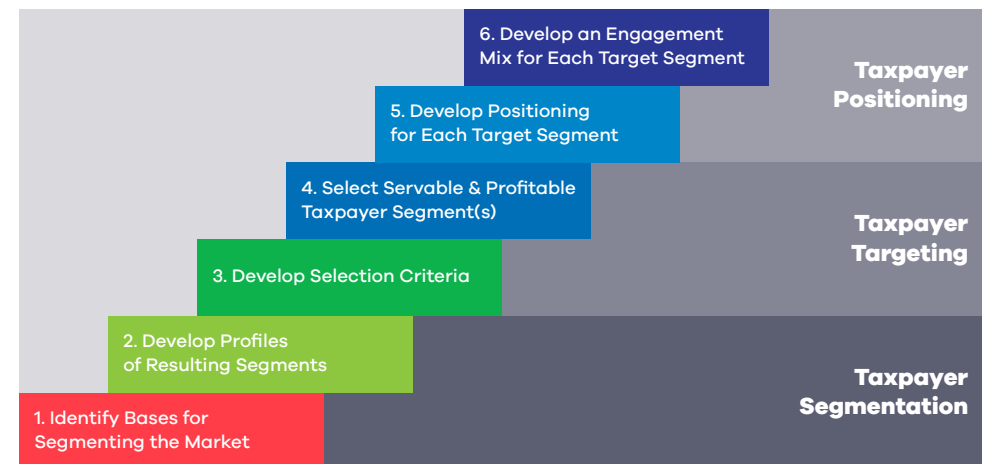 6. Develop an Engagement
Mix for Each Target Segment
Taxpayer
Positioning
5. Develop Positioning
for Each Target Segment
4. Select Servable & Profitable
Taxpayer Segment(s)
Taxpayer
Targeting
3. Develop Selection Criteria
2. Develop Profiles
of Resulting Segments
Taxpayer
Segmentation
1. Identify Bases for
Segmenting the Market